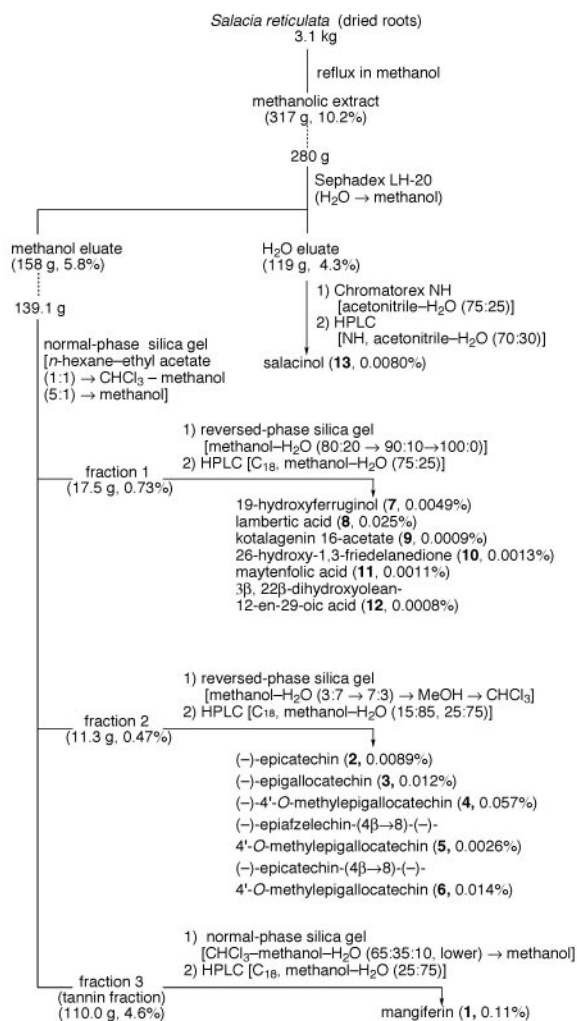 Salacia reticulata (dried roots)
3.1 kg
reflux in methanol
methanolic extract
(317 g, 10.2%)
280 g
Sephadex LH-20
(H₂O → methanol)
methanol eluate
(158 g, 5.8%)
H₂O eluate
(119 g, 4.3%)
139.1 g
1) Chromatorex NH
[acetonitrile–H₂O (75:25)]
2) HPLC
[NH, acetonitrile–H₂O (70:30)]
salacinol (13, 0.0080%)
normal-phase silica gel
[n-hexane–ethyl acetate
(1:1) → CHCl₃ – methanol
(5:1) → methanol]
1) reversed-phase silica gel
[methanol–H₂O (80:20 → 90:10→100:0)]
2) HPLC [C₁₈, methanol–H₂O (75:25)]
fraction 1
(17.5 g, 0.73%)
19-hydroxyferruginol (7, 0.0049%)
lambertic acid (8, 0.025%)
kotalagenin 16-acetate (9, 0.0009%)
26-hydroxy-1,3-friedelanedione (10, 0.0013%)
maytenfolic acid (11, 0.0011%)
3β, 22β-dihydroxyolean-
12-en-29-oic acid (12, 0.0008%)
1) reversed-phase silica gel
[methanol–H₂O (3:7 → 7:3) → MeOH → CHCl₃]
2) HPLC [C₁₈, methanol–H₂O (15:85, 25:75)]
fraction 2
(11.3 g, 0.47%)
(–)-epicatechin (2, 0.0089%)
(–)-epigallocatechin (3, 0.012%)
(–)-4'-O-methylepigallocatechin (4, 0.057%)
(–)-epiafzelechin-(4β→8)-(–)-
4'-O-methylepigallocatechin (5, 0.0026%)
(–)-epicatechin-(4β→8)-(–)-
4'-O-methylepigallocatechin (6, 0.014%)
1) normal-phase silica gel
[CHCl₃–methanol–H₂O (65:35:10, lower) → methanol]
2) HPLC [C₁₈, methanol–H₂O (25:75)]
fraction 3
(tannin fraction)
(110.0 g, 4.6%)
mangiferin (1, 0.11%)